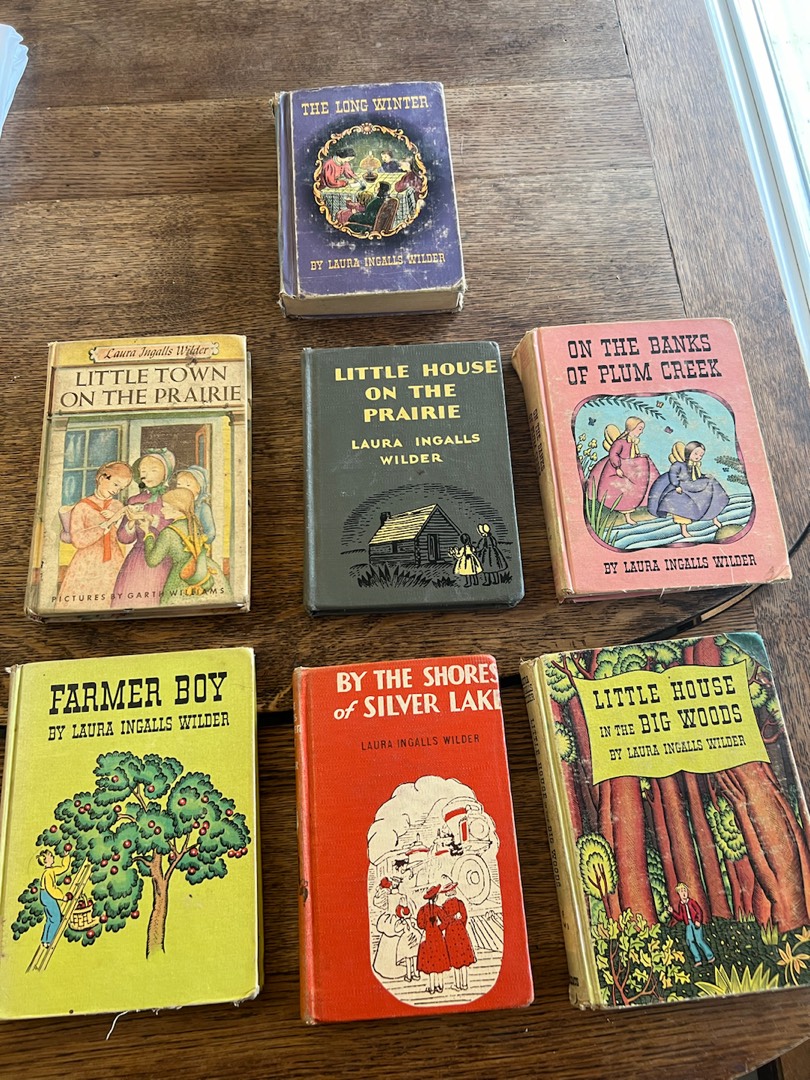 THE LONG WINTER
BY LAURA INGALLS WILDER
Laura Ingalls Wilder
LITTLE TOWN
ON THE PRAIRIE
PICTURES BY GARTH WILLIAMS
LITTLE HOUSE
ON THE
PRAIRIE
LAURA INGALLS
WILDER
ON THE BANKS
OF PLUM CREEK
BY LAURA INGALLS WILDER
FARMER BOY
BY LAURA INGALLS WILDER
BY THE SHORES
of SILVER LAKE
LAURA INGALLS WILDER
LITTLE HOUSE
IN THE BIG WOODS
BY LAURA INGALLS WILDER